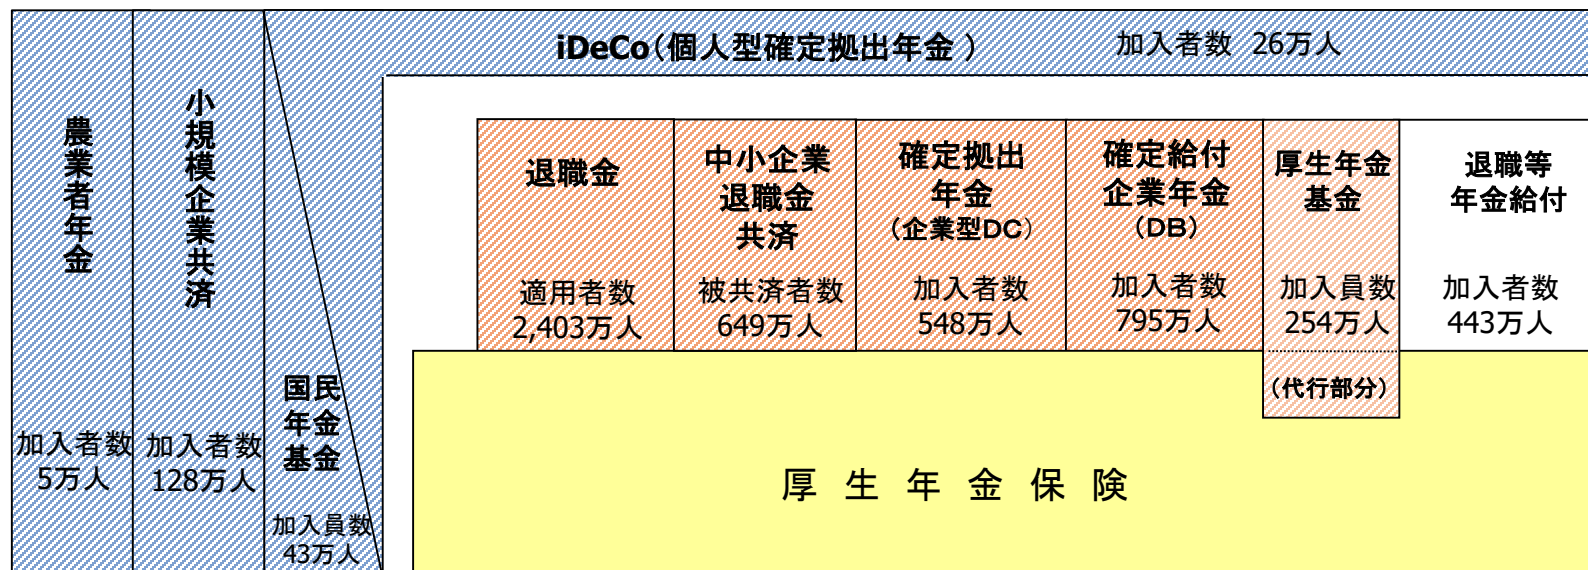 iDeCo(個人型確定拠出年金 )
加入者数 26万人
農業者年金
加入者数
5万人
小規模企業共済
加入者数
128万人
国民
年金
基金
加入員数
43万人
退職金
適用者数
2,403万人
中小企業
退職金
共済
被共済者数
649万人
確定拠出
年金
(企業型DC)
加入者数
548万人
確定給付
企業年金
(DB)
加入者数
795万人
厚生年金
基金
加入員数
254万人
(代行部分)
退職等
年金給付
加入者数
443万人
厚生年金保険